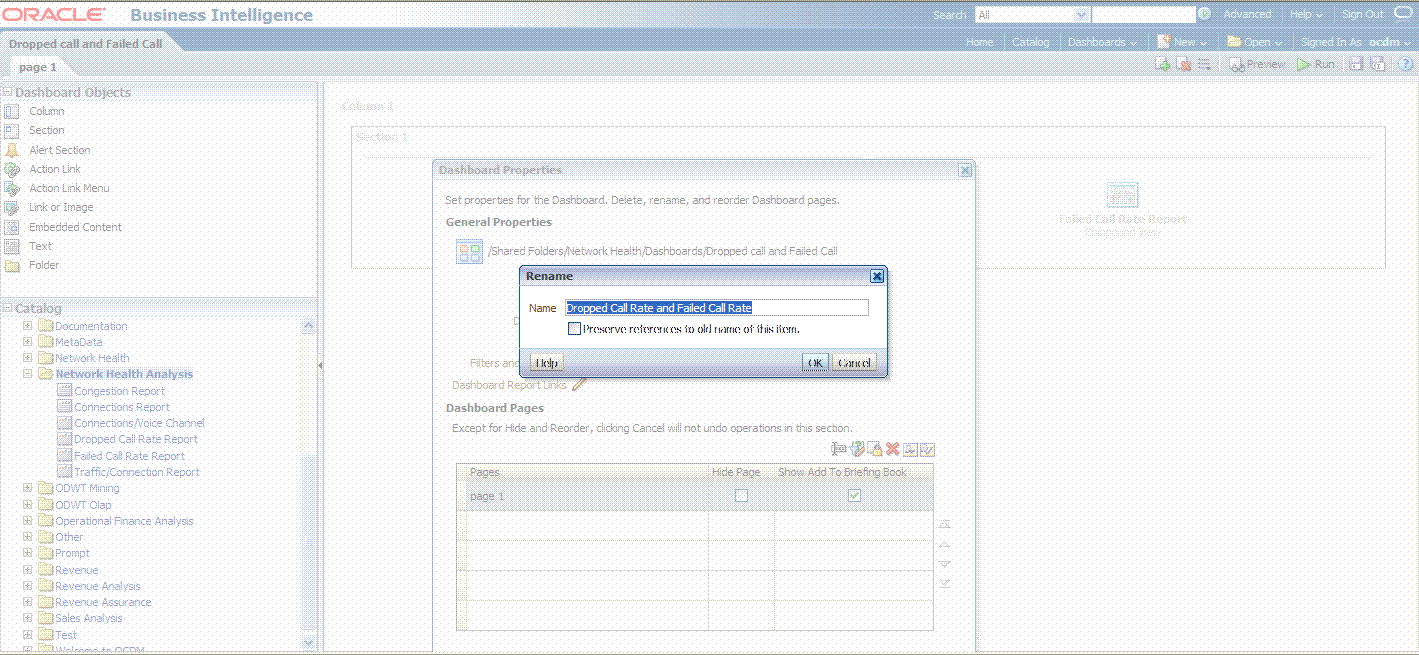 ORACLE Business Intelligence
Search All Advanced Help Sign Out
Dropped call and Failed Call Home Catalog Dashboards New Open Signed In As ocdm
page 1 Preview Run
Dashboard Objects
Column
Section
Alert Section
Action Link
Action Link Menu
Link or Image
Embedded Content
Text
Folder
Catalog
Documentation
MetaData
Network Health
Network Health Analysis
Congestion Report
Connections Report
Connections/Voice Channel
Dropped Call Rate Report
Failed Call Rate Report
Traffic/Connection Report
ODWT Mining
ODWT Olap
Operational Finance Analysis
Other
Prompt
Revenue
Revenue Analysis
Revenue Assurance
Sales Analysis
Test
Welcome to OCDM
Column 1
Section 1
Failed Call Rate Report
Compound View
Dashboard Properties
Set properties for the Dashboard. Delete, rename, and reorder Dashboard pages.
General Properties
/Shared Folders/Network Health/Dashboards/Dropped call and Failed Call
Rename
Name Dropped Call Rate and Failed Call Rate
Preserve references to old name of this item.
Help OK Cancel
D
Filters and
Dashboard Report Links
Dashboard Pages
Except for Hide and Reorder, clicking Cancel will not undo operations in this section.
Pages Hide Page Show Add To Briefing Book
page 1